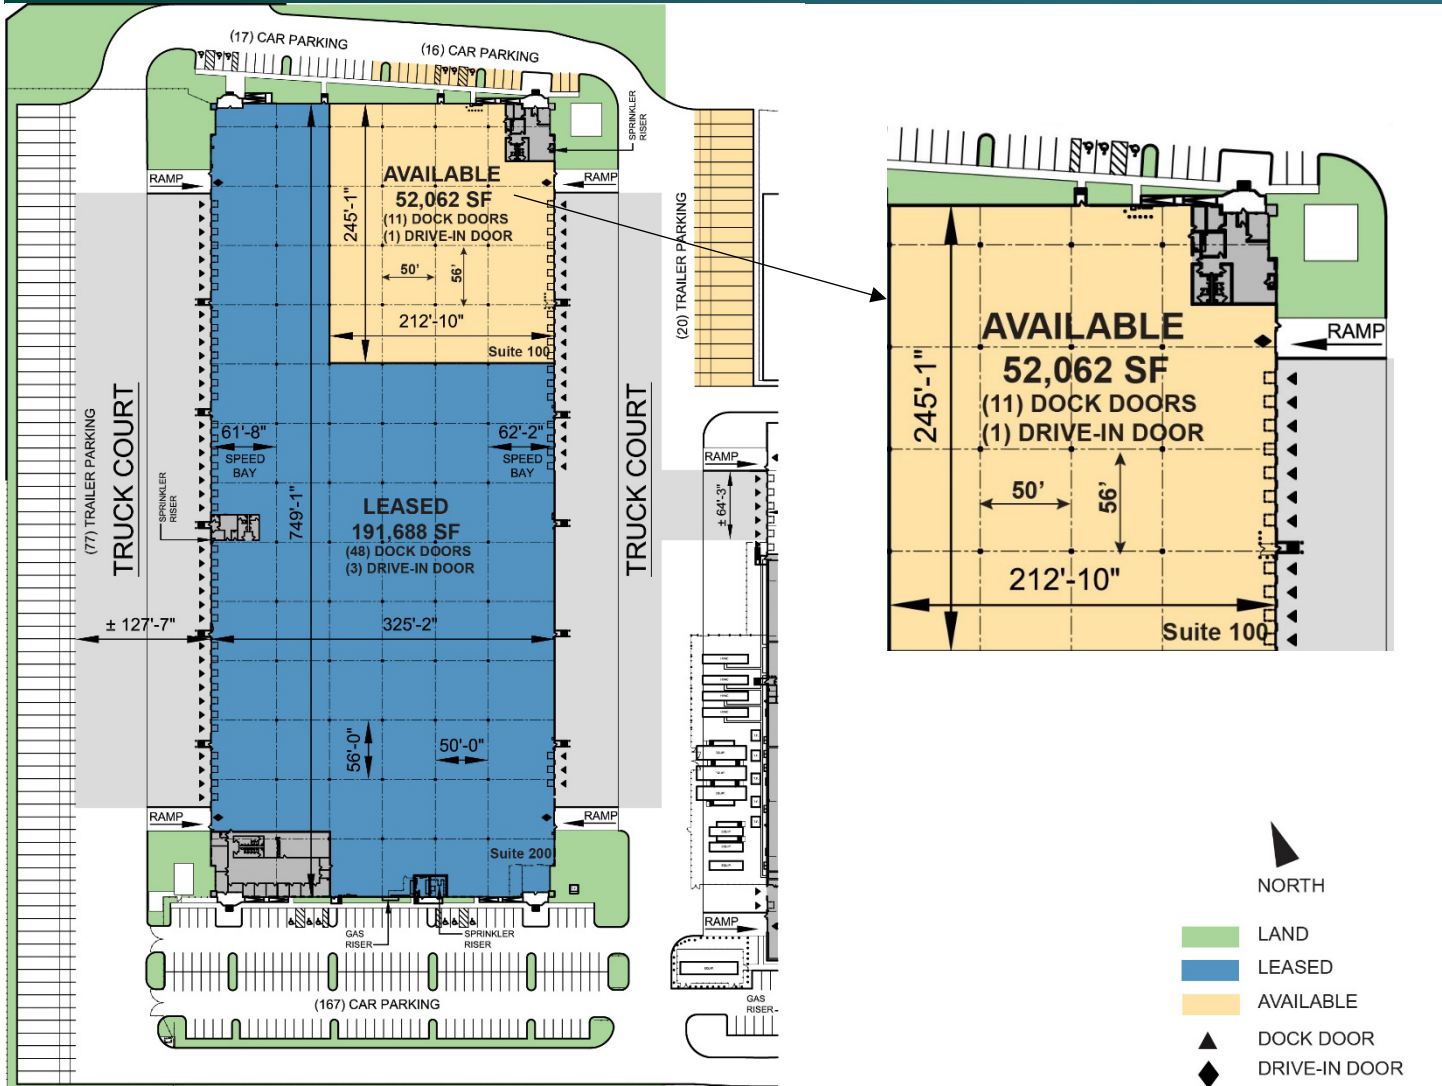 (17) CAR PARKING
(16) CAR PARKING
SPRINKLER
RISER
RAMP
RAMP
AVAILABLE
52,062 SF
(11) DOCK DOORS
(1) DRIVE-IN DOOR
245'-1"
50'
56'
212'-10"
Suite 100
(20) TRAILER PARKING
(77) TRAILER PARKING
TRUCK COURT
TRUCK COURT
61'-8"
SPEED
BAY
62'-2"
SPEED
BAY
SPRINKLER
RISER
749'-1"
LEASED
191,688 SF
(48) DOCK DOORS
(3) DRIVE-IN DOOR
± 127'-7"
325'-2"
56'-0"
50'-0"
RAMP
RAMP
Suite 200
GAS
RISER
SPRINKLER
RISER
(167) CAR PARKING
RAMP
± 64'-3"
RAMP
GAS
RISER
AVAILABLE
52,062 SF
(11) DOCK DOORS
(1) DRIVE-IN DOOR
245'-1"
50'
56'
212'-10"
Suite 100
RAMP
NORTH
LAND
LEASED
AVAILABLE
DOCK DOOR
DRIVE-IN DOOR